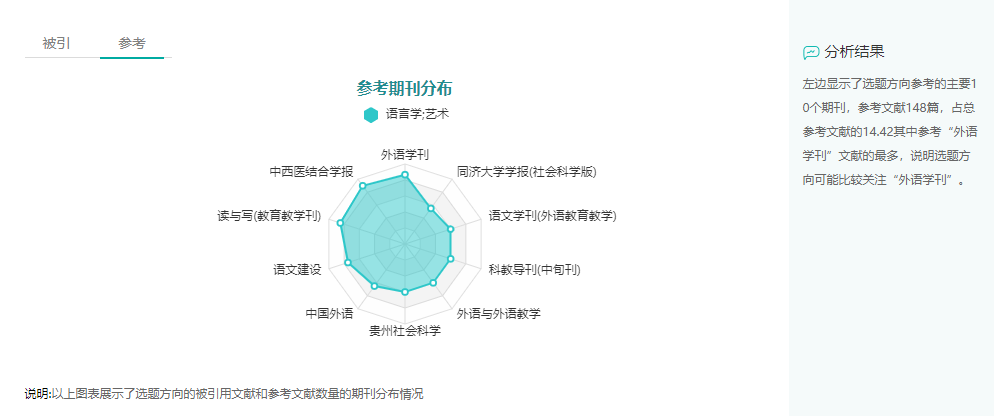 被引
参考
参考期刊分布
语言学;艺术
外语学刊
中西医结合学报
同济大学学报(社会科学版)
读与写(教育教学刊)
语文学刊(外语教育教学)
语文建设
科教导刊(中旬刊)
中国外语
外语与外语教学
贵州社会科学
说明:以上图表展示了选题方向的被引用文献和参考文献数量的期刊分布情况
分析结果
左边显示了选题方向参考的主要1
0个期刊，参考文献148篇，占总
参考文献的14.42其中参考“外语
学刊”文献的最多，说明选题方
向可能比较关注“外语学刊”。